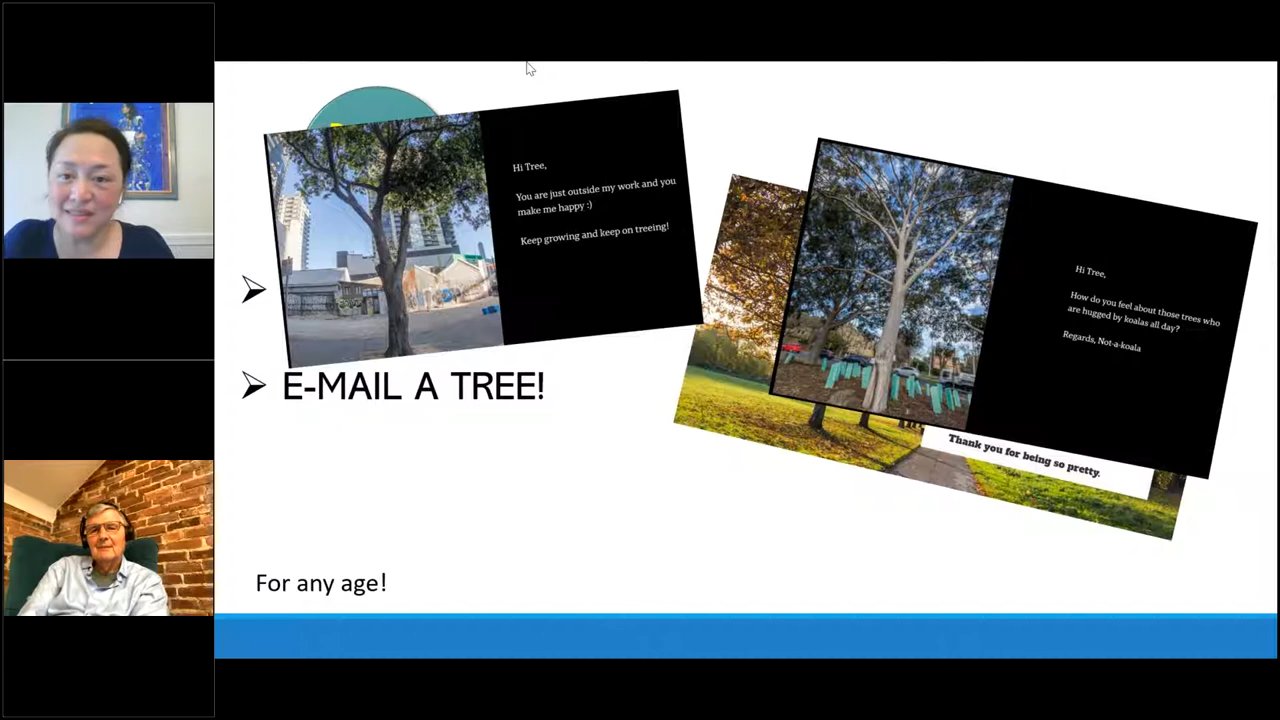 Hi Tree,
You are just outside my work and you
make me happy :)
Keep growing and keep on treeing!
Hi Tree,
How do you feel about those trees who
are hugged by koalas all day?
Regards, Not-a-koala
E-MAIL A TREE!
Thank you for being so pretty.
For any age!